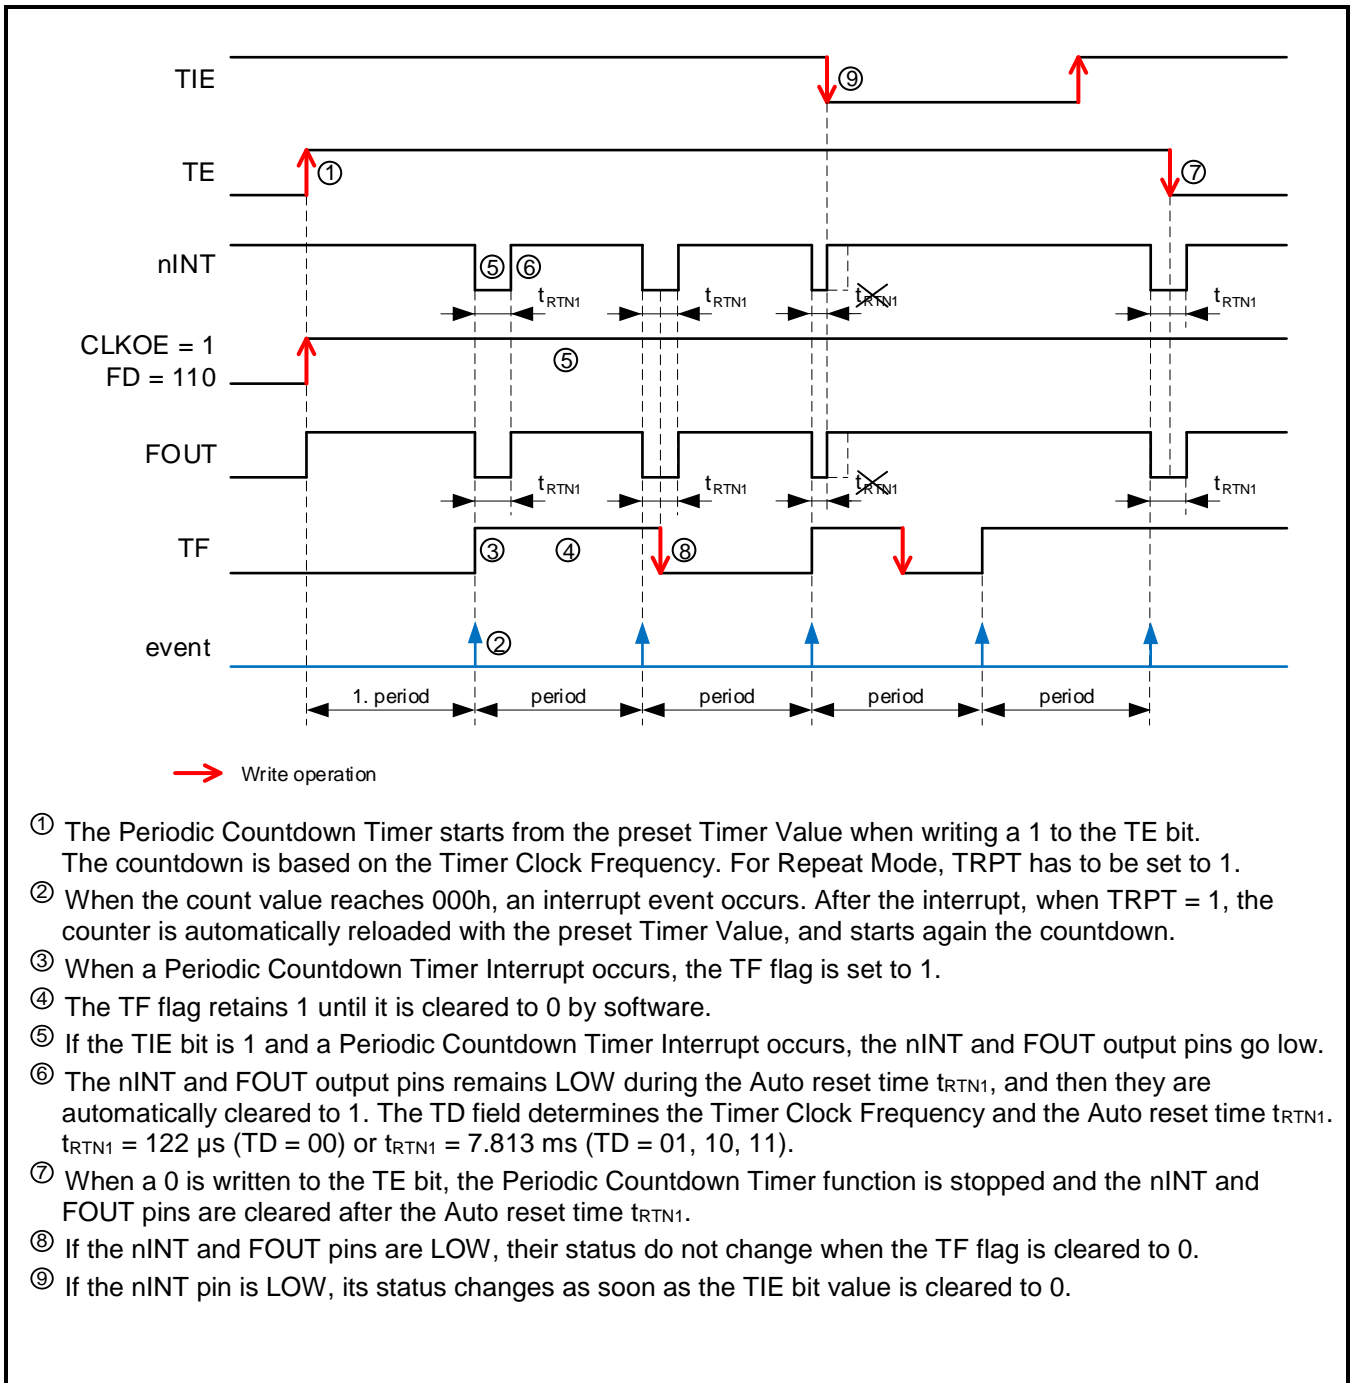 TIE
⑨
TE
①
⑦
nINT
⑤ ⑥
tRTN1 tRTN1 tRTN1 tRTN1
CLKOE = 1
FD = 110
⑤
FOUT
tRTN1 tRTN1 tRTN1 tRTN1
TF
③ ④ ⑧
event
②
1. period period period period period
Write operation
① The Periodic Countdown Timer starts from the preset Timer Value when writing a 1 to the TE bit.
The countdown is based on the Timer Clock Frequency. For Repeat Mode, TRPT has to be set to 1.
② When the count value reaches 000h, an interrupt event occurs. After the interrupt, when TRPT = 1, the
counter is automatically reloaded with the preset Timer Value, and starts again the countdown.
③ When a Periodic Countdown Timer Interrupt occurs, the TF flag is set to 1.
④ The TF flag retains 1 until it is cleared to 0 by software.
⑤ If the TIE bit is 1 and a Periodic Countdown Timer Interrupt occurs, the nINT and FOUT output pins go low.
⑥ The nINT and FOUT output pins remains LOW during the Auto reset time tRTN1, and then they are
automatically cleared to 1. The TD field determines the Timer Clock Frequency and the Auto reset time tRTN1.
tRTN1 = 122 µs (TD = 00) or tRTN1 = 7.813 ms (TD = 01, 10, 11).
⑦ When a 0 is written to the TE bit, the Periodic Countdown Timer function is stopped and the nINT and
FOUT pins are cleared after the Auto reset time tRTN1.
⑧ If the nINT and FOUT pins are LOW, their status do not change when the TF flag is cleared to 0.
⑨ If the nINT pin is LOW, its status changes as soon as the TIE bit value is cleared to 0.